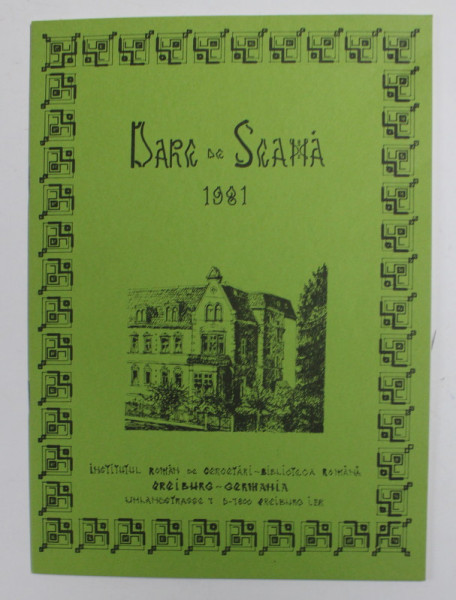 DARE DE SEAMĂ
1981
INSTITUTUL ROMÂN DE CERCETĂRI-BIBLIOTECA ROMÂNĂ
FREIBURG-GERMANIA
UHLANDSTRASSE 7 D-7800 FREIBURG I.BR